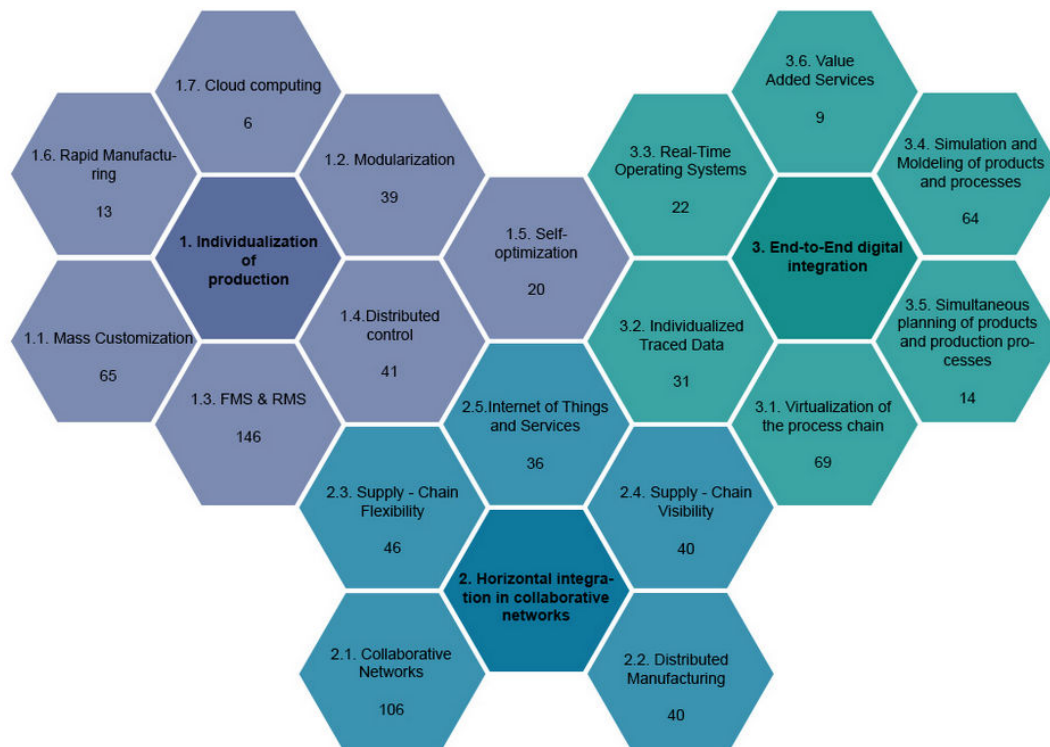 1.7. Cloud computing
6
1.6. Rapid Manufactu-
ring
13
1.2. Modularization
39
1. Individualization
of
production
1.5. Self-
optimization
20
1.1. Mass Customization
65
1.4.Distributed
control
41
1.3. FMS & RMS
146
3.6. Value
Added Services
9
3.3. Real-Time
Operating Systems
22
3.4. Simulation and
Moldeling of products
and processes
64
3. End-to-End digital
integration
3.2. Individualized
Traced Data
31
3.5. Simultaneous
planning of products
and production pro-
cesses
14
3.1. Virtualization of
the process chain
69
2.5.Internet of Things
and Services
36
2.3. Supply - Chain
Flexibility
46
2.4. Supply - Chain
Visibility
40
2. Horizontal integra-
tion in collaborative
networks
2.1. Collaborative
Networks
106
2.2. Distributed
Manufacturing
40